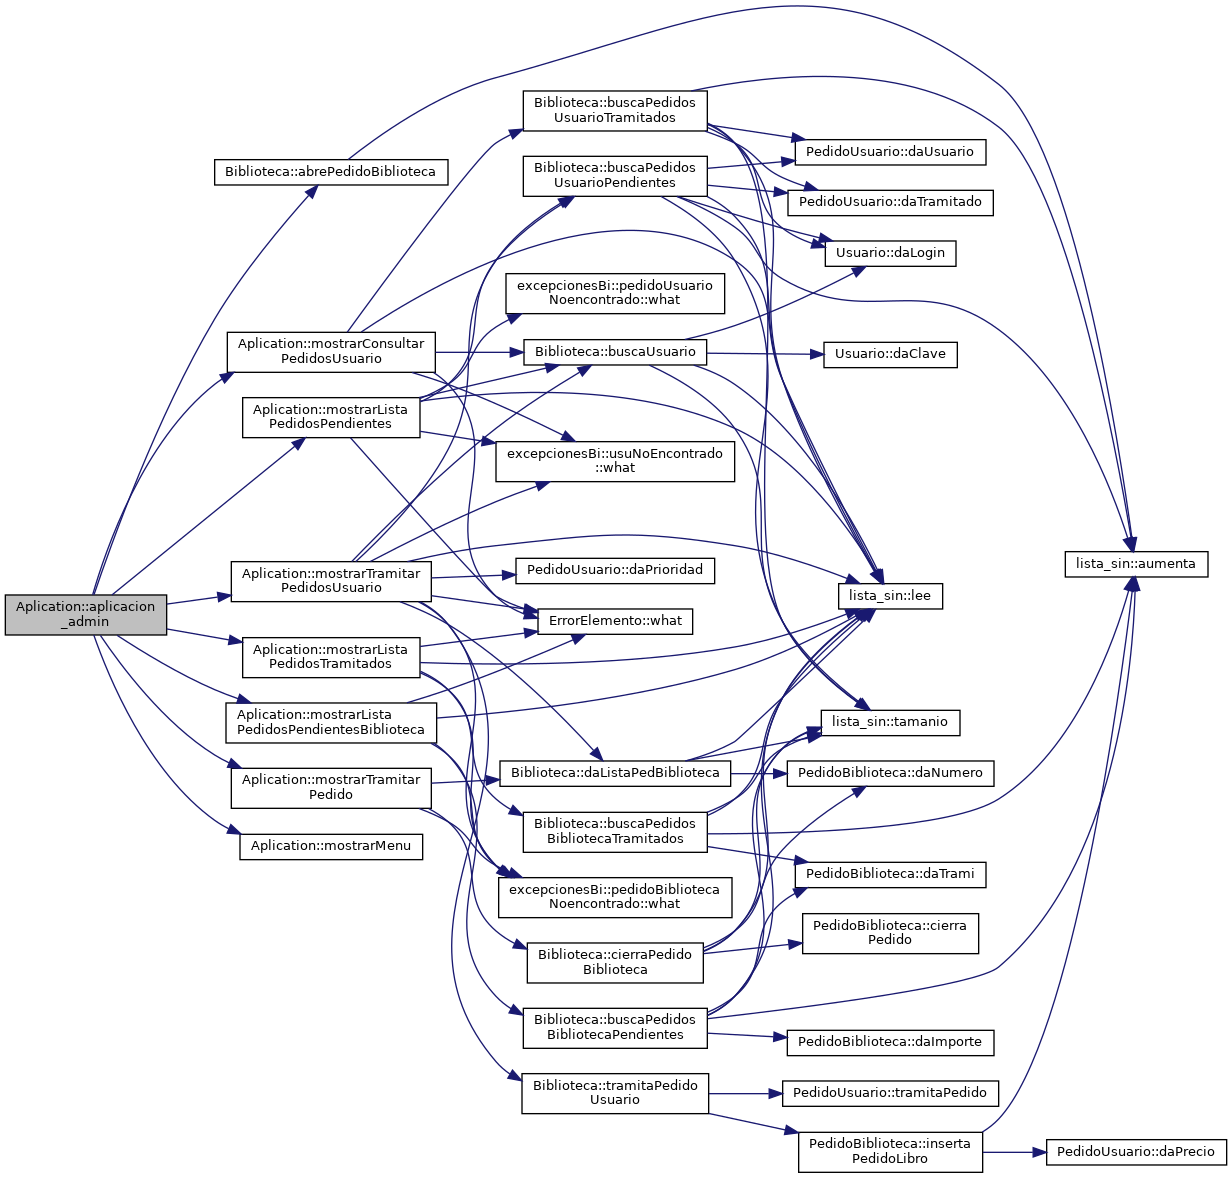 Aplication::aplicacion
_admin
Biblioteca::abrePedidoBiblioteca
Aplication::mostrarConsultar
PedidosUsuario
Aplication::mostrarLista
PedidosPendientes
Aplication::mostrarTramitar
PedidosUsuario
Aplication::mostrarLista
PedidosTramitados
Aplication::mostrarLista
PedidosPendientesBiblioteca
Aplication::mostrarTramitar
Pedido
Aplication::mostrarMenu
Biblioteca::buscaPedidos
UsuarioTramitados
Biblioteca::buscaPedidos
UsuarioPendientes
excepcionesBi::pedidoUsuario
Noencontrado::what
Biblioteca::buscaUsuario
excepcionesBi::usuNoEncontrado
::what
PedidoUsuario::daPrioridad
ErrorElemento::what
Biblioteca::daListaPedBiblioteca
Biblioteca::buscaPedidos
BibliotecaTramitados
excepcionesBi::pedidoBiblioteca
Noencontrado::what
Biblioteca::cierraPedido
Biblioteca
Biblioteca::buscaPedidos
BibliotecaPendientes
Biblioteca::tramitaPedido
Usuario
PedidoUsuario::daUsuario
PedidoUsuario::daTramitado
Usuario::daLogin
Usuario::daClave
lista_sin::lee
lista_sin::tamanio
PedidoBiblioteca::daNumero
PedidoBiblioteca::daTrami
PedidoBiblioteca::cierra
Pedido
PedidoBiblioteca::daImporte
PedidoUsuario::tramitaPedido
PedidoBiblioteca::inserta
PedidoLibro
lista_sin::aumenta
PedidoUsuario::daPrecio